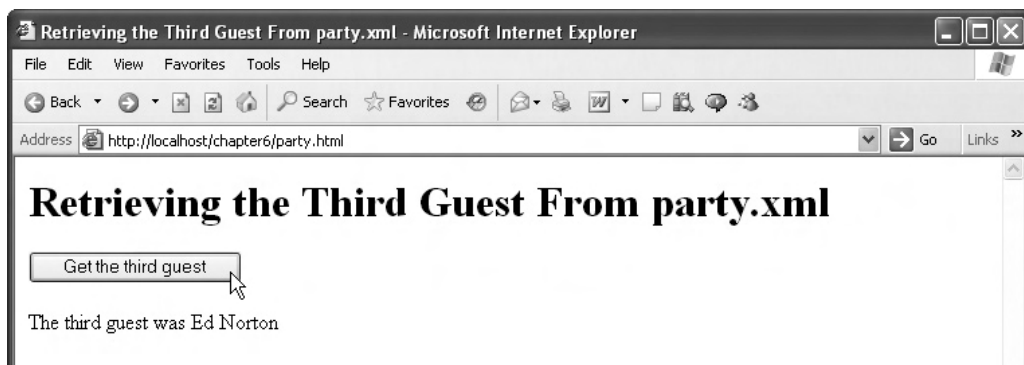 Retrieving the Third Guest From party.xml - Microsoft Internet Explorer
File Edit View Favorites Tools Help
Back Search Favorites W
Address http://localhost/chapter6/party.html Go Links »
Retrieving the Third Guest From party.xml
Get the third guest
The third guest was Ed Norton